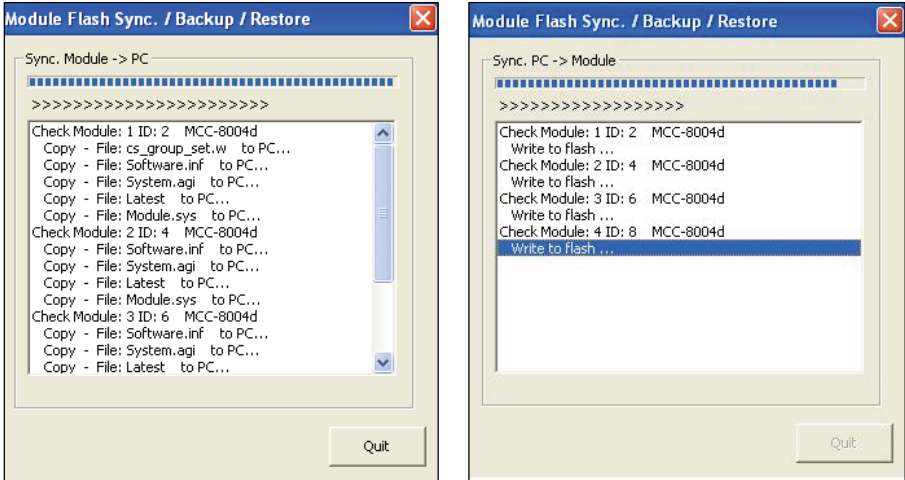 Module Flash Sync. / Backup / Restore
Sync. Module -> PC
>>>>>>>>>>>>>>>>>>>>>>>
Check Module: 1 ID: 2 MCC-8004d
Copy - File: cs_group_set.w to PC...
Copy - File: Software.inf to PC...
Copy - File: System.agi to PC...
Copy - File: Latest to PC...
Copy - File: Module.sys to PC...
Check Module: 2 ID: 4 MCC-8004d
Copy - File: Software.inf to PC...
Copy - File: System.agi to PC...
Copy - File: Latest to PC...
Copy - File: Module.sys to PC...
Check Module: 3 ID: 6 MCC-8004d
Copy - File: Software.inf to PC...
Copy - File: System.agi to PC...
Copy - File: Latest to PC...
Quit
Module Flash Sync. / Backup / Restore
Sync. PC -> Module
>>>>>>>>>>>>>>>>>>
Check Module: 1 ID: 2 MCC-8004d
Write to flash ...
Check Module: 2 ID: 4 MCC-8004d
Write to flash ...
Check Module: 3 ID: 6 MCC-8004d
Write to flash ...
Check Module: 4 ID: 8 MCC-8004d
Write to flash ...
Quit